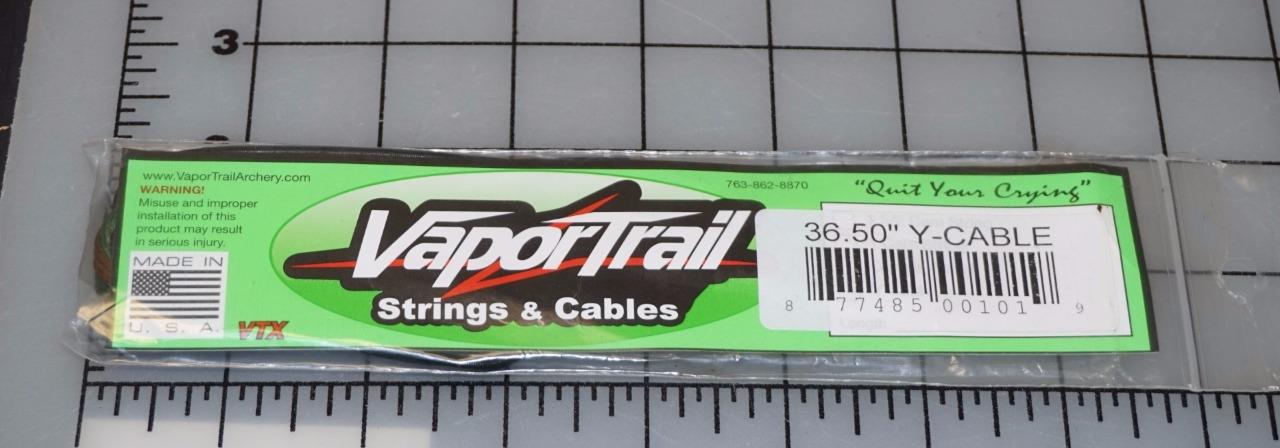 3
www.VaporTrailArchery.com
WARNING!
Misuse and improper
installation of this
product may result
in serious injury.
MADE IN
U. S. A.
VTX
VaporTrail
Strings & Cables
763-862-8870
"Quit Your Crying"
36.50" Y-CABLE
8 77485 00101 9
Length